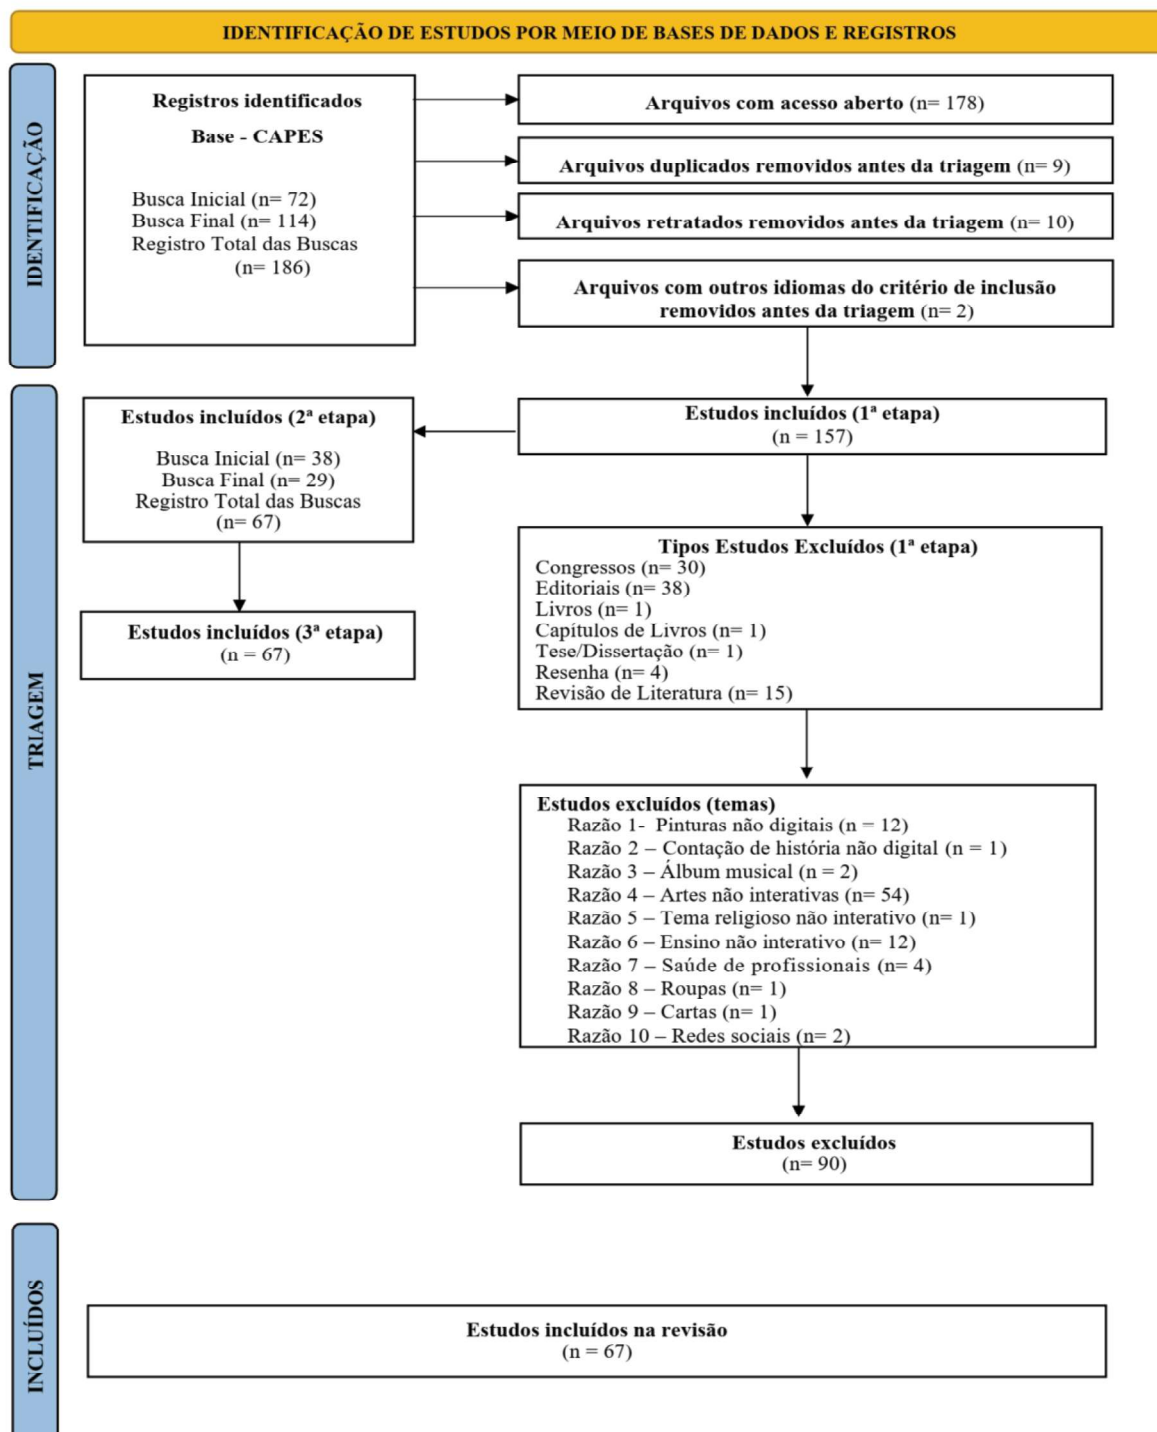 IDENTIFICAÇÃO DE ESTUDOS POR MEIO DE BASES DE DADOS E REGISTROS
IDENTIFICAÇÃO
Registros identificados
Base - CAPES
Busca Inicial (n= 72)
Busca Final (n= 114)
Registro Total das Buscas
(n= 186)
Arquivos com acesso aberto (n= 178)
Arquivos duplicados removidos antes da triagem (n= 9)
Arquivos retratados removidos antes da triagem (n= 10)
Arquivos com outros idiomas do critério de inclusão
removidos antes da triagem (n= 2)
TRIAGEM
Estudos incluídos (2ª etapa)
Busca Inicial (n= 38)
Busca Final (n= 29)
Registro Total das Buscas
(n= 67)
Estudos incluídos (3ª etapa)
(n = 67)
Estudos incluídos (1ª etapa)
(n = 157)
Tipos Estudos Excluídos (1ª etapa)
Congressos (n= 30)
Editoriais (n= 38)
Livros (n= 1)
Capítulos de Livros (n= 1)
Tese/Dissertação (n= 1)
Resenha (n= 4)
Revisão de Literatura (n= 15)
Estudos excluídos (temas)
Razão 1- Pinturas não digitais (n = 12)
Razão 2 – Contação de história não digital (n = 1)
Razão 3 – Álbum musical (n = 2)
Razão 4 – Artes não interativas (n= 54)
Razão 5 – Tema religioso não interativo (n= 1)
Razão 6 – Ensino não interativo (n= 12)
Razão 7 – Saúde de profissionais (n= 4)
Razão 8 – Roupas (n= 1)
Razão 9 – Cartas (n= 1)
Razão 10 – Redes sociais (n= 2)
Estudos excluídos
(n= 90)
INCLUÍDOS
Estudos incluídos na revisão
(n = 67)